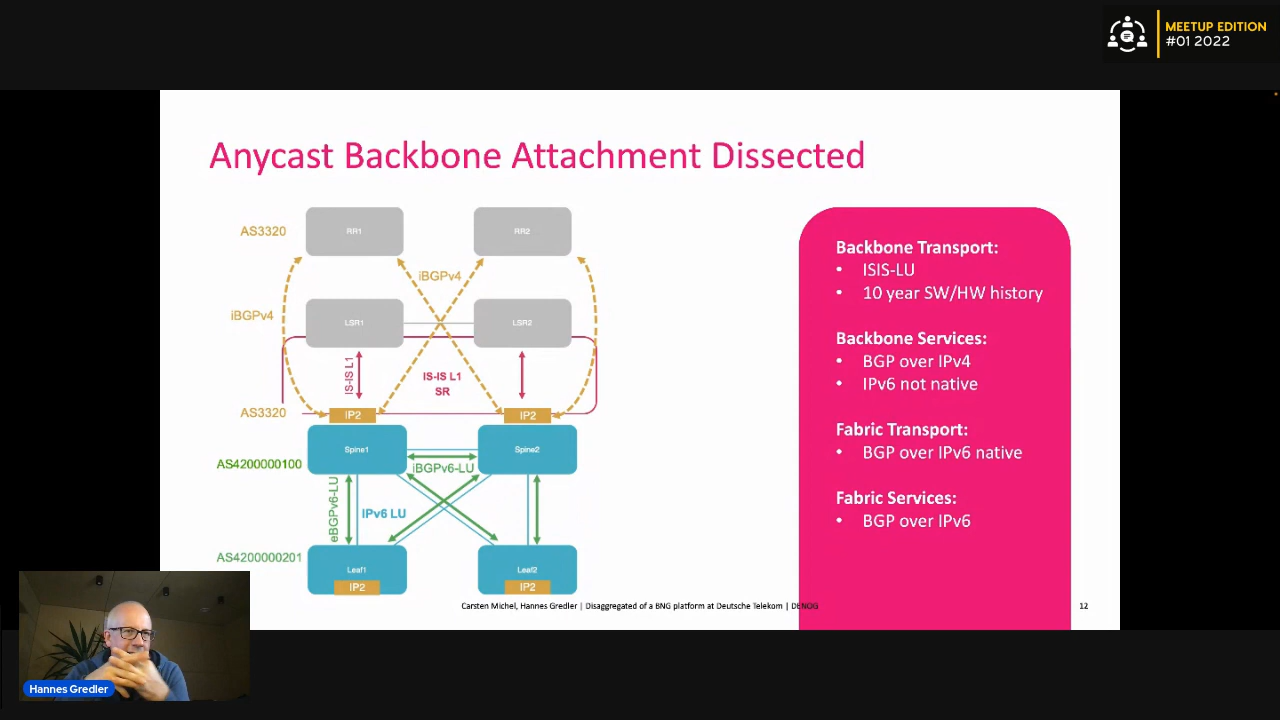 MEETUP EDITION
#01 2022
Anycast Backbone Attachment Dissected
AS3320
RR1
RR2
iBGPv4
iBGPv4
LSR1
LSR2
IS-IS L1
IS-IS L1
SR
AS3320
IP2
IP2
Spine1
Spine2
AS4200000100
iBGPv6-LU
eBGPv6-LU
IPv6 LU
AS4200000201
Leaf1
Leaf2
IP2
IP2
Backbone Transport:
• ISIS-LU
• 10 year SW/HW history
Backbone Services:
• BGP over IPv4
• IPv6 not native
Fabric Transport:
• BGP over IPv6 native
Fabric Services:
• BGP over IPv6
Carsten Michel, Hannes Gredler | Disaggregated of a BNG platform at Deutsche Telekom | DENOG
12
Hannes Gredler